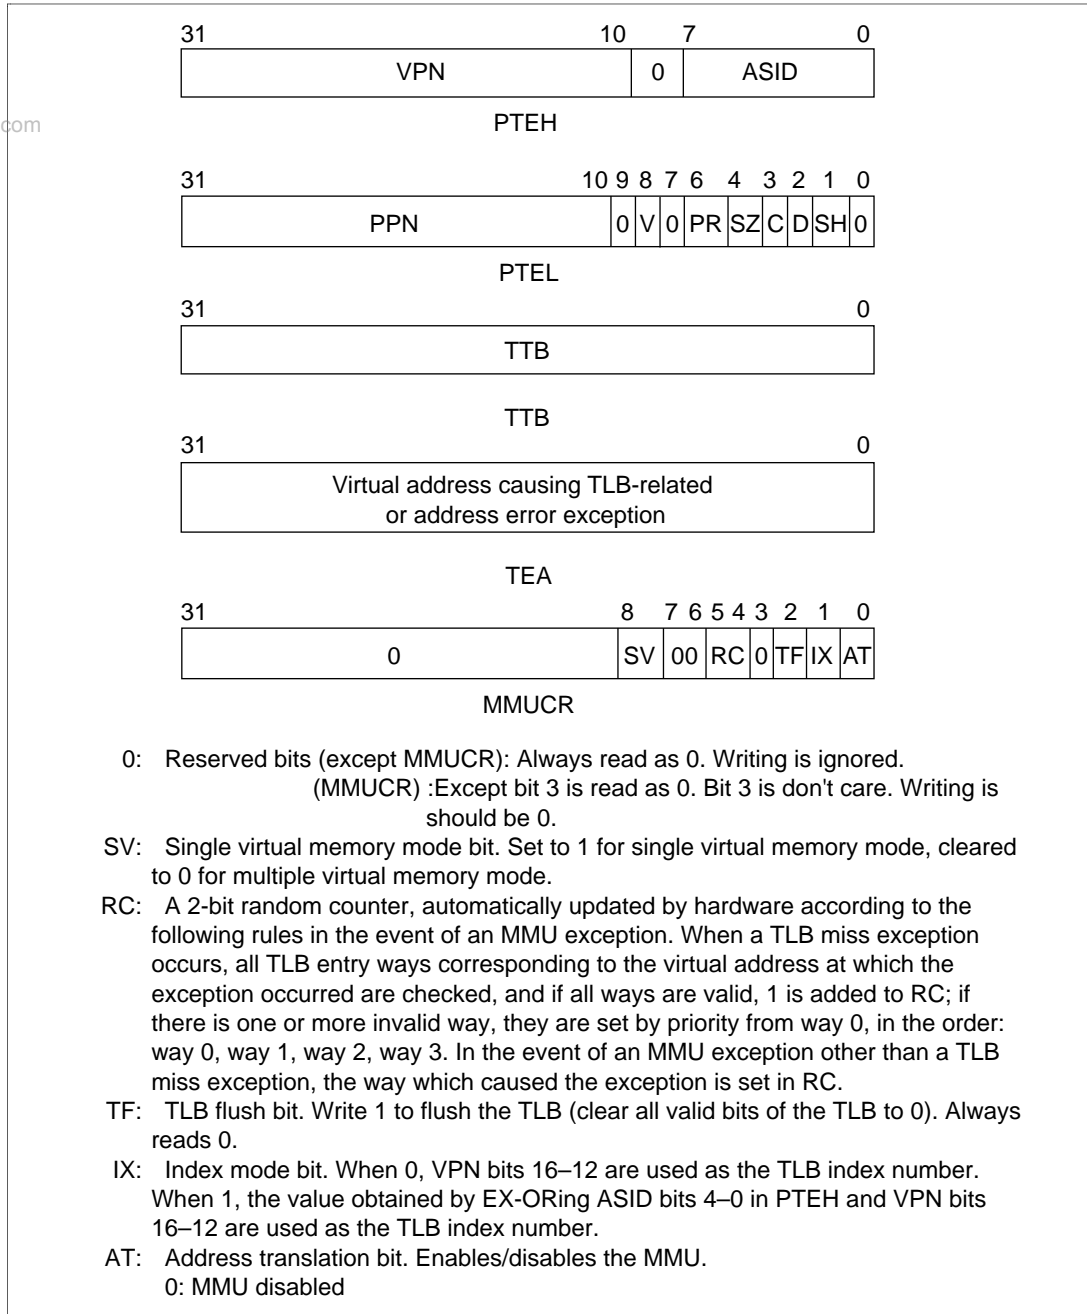 31 10 7 0
VPN 0 ASID
PTEH
com
31 10 9 8 7 6 4 3 2 1 0
PPN 0 V 0 PR SZ C D SH 0
PTEL
31 0
TTB
TTB
31 0
Virtual address causing TLB-related
or address error exception
TEA
31 8 7 6 5 4 3 2 1 0
0 SV 00 RC 0 TF IX AT
MMUCR
0: Reserved bits (except MMUCR): Always read as 0. Writing is ignored.
(MMUCR) :Except bit 3 is read as 0. Bit 3 is don't care. Writing is
should be 0.
SV: Single virtual memory mode bit. Set to 1 for single virtual memory mode, cleared
to 0 for multiple virtual memory mode.
RC: A 2-bit random counter, automatically updated by hardware according to the
following rules in the event of an MMU exception. When a TLB miss exception
occurs, all TLB entry ways corresponding to the virtual address at which the
exception occurred are checked, and if all ways are valid, 1 is added to RC; if
there is one or more invalid way, they are set by priority from way 0, in the order:
way 0, way 1, way 2, way 3. In the event of an MMU exception other than a TLB
miss exception, the way which caused the exception is set in RC.
TF: TLB flush bit. Write 1 to flush the TLB (clear all valid bits of the TLB to 0). Always
reads 0.
IX: Index mode bit. When 0, VPN bits 16–12 are used as the TLB index number.
When 1, the value obtained by EX-ORing ASID bits 4–0 in PTEH and VPN bits
16–12 are used as the TLB index number.
AT: Address translation bit. Enables/disables the MMU.
0: MMU disabled